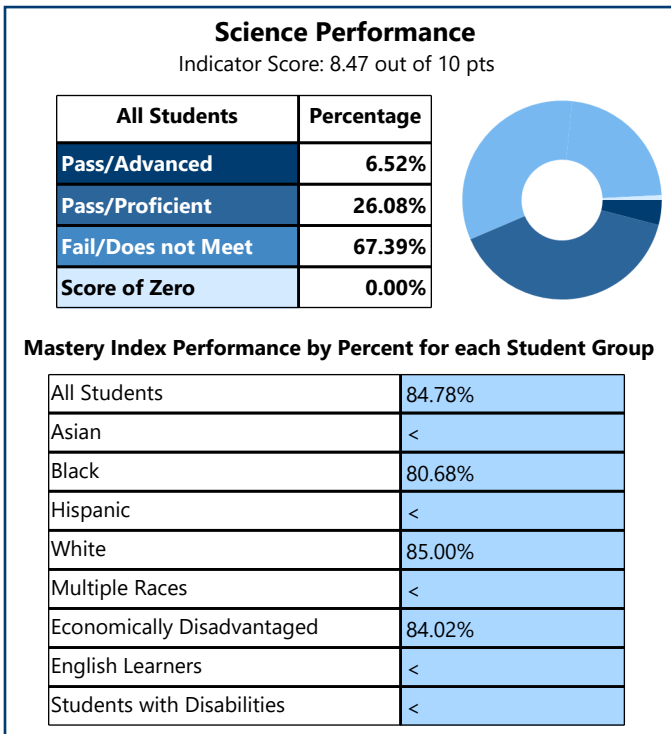 Science Performance
Indicator Score: 8.47 out of 10 pts
All Students Percentage
Pass/Advanced 6.52%
Pass/Proficient 26.08%
Fail/Does not Meet 67.39%
Score of Zero 0.00%
Mastery Index Performance by Percent for each Student Group
All Students 84.78%
Asian <
Black 80.68%
Hispanic <
White 85.00%
Multiple Races <
Economically Disadvantaged 84.02%
English Learners <
Students with Disabilities <